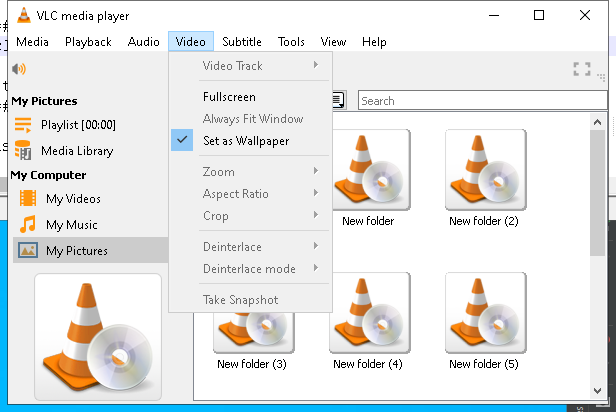 VLC media player
Media Playback Audio Video Subtitle Tools View Help
Video Track
Fullscreen
Always Fit Window
Set as Wallpaper
Zoom
Aspect Ratio
Crop
Deinterlace
Deinterlace mode
Take Snapshot
My Pictures
Playlist [00:00]
Media Library
My Computer
My Videos
My Music
My Pictures
Search
New folder
New folder (2)
New folder (3)
New folder (4)
New folder (5)